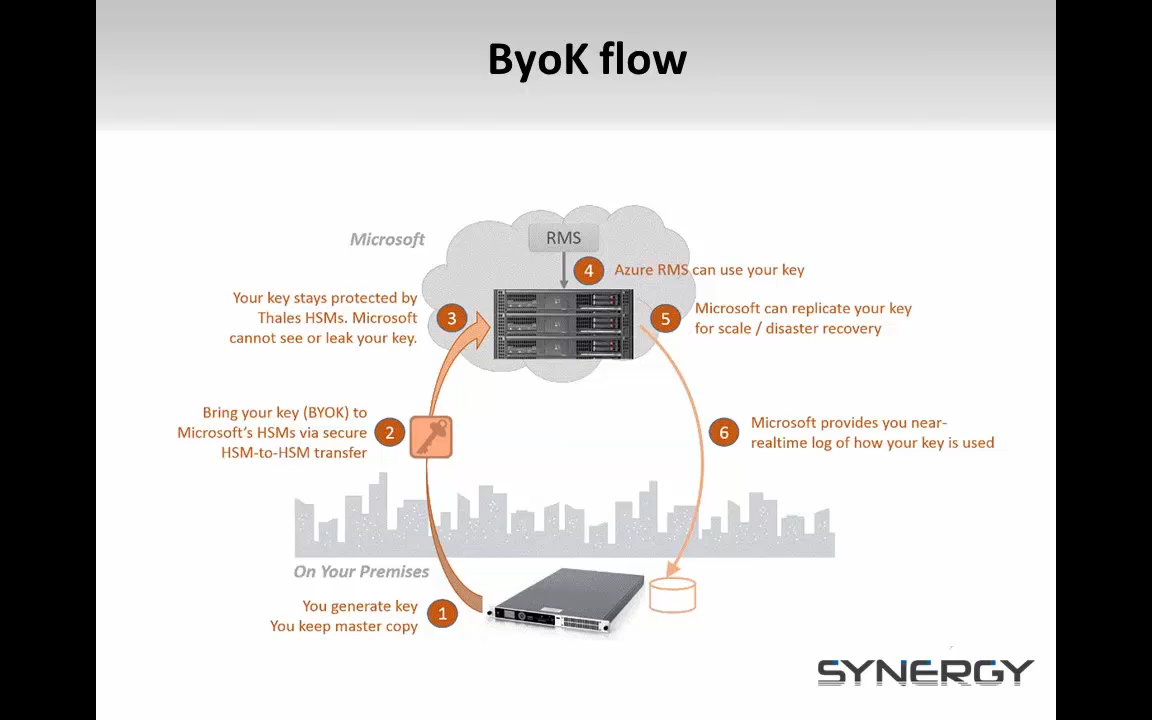 ByoK flow
Microsoft
RMS
4
Azure RMS can use your key
Your key stays protected by
Thales HSMs. Microsoft
cannot see or leak your key.
3
5
Microsoft can replicate your key
for scale / disaster recovery
Bring your key (BYOK) to
Microsoft's HSMs via secure
HSM-to-HSM transfer
2
6
Microsoft provides you near-
realtime log of how your key is used
On Your Premises
You generate key
You keep master copy
1
SYNERGY